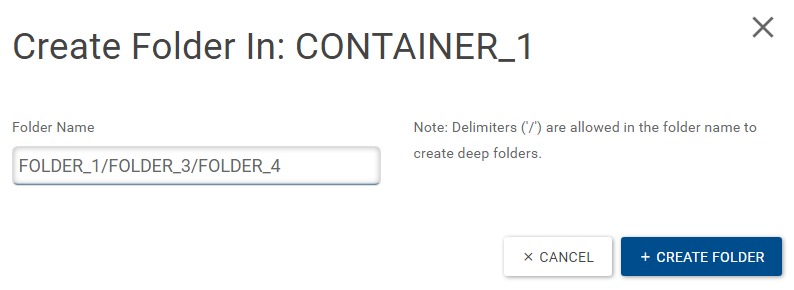 Create Folder In: CONTAINER_1
Folder Name
FOLDER_1/FOLDER_3/FOLDER_4
Note: Delimiters ('/') are allowed in the folder name to
create deep folders.
× CANCEL
+ CREATE FOLDER